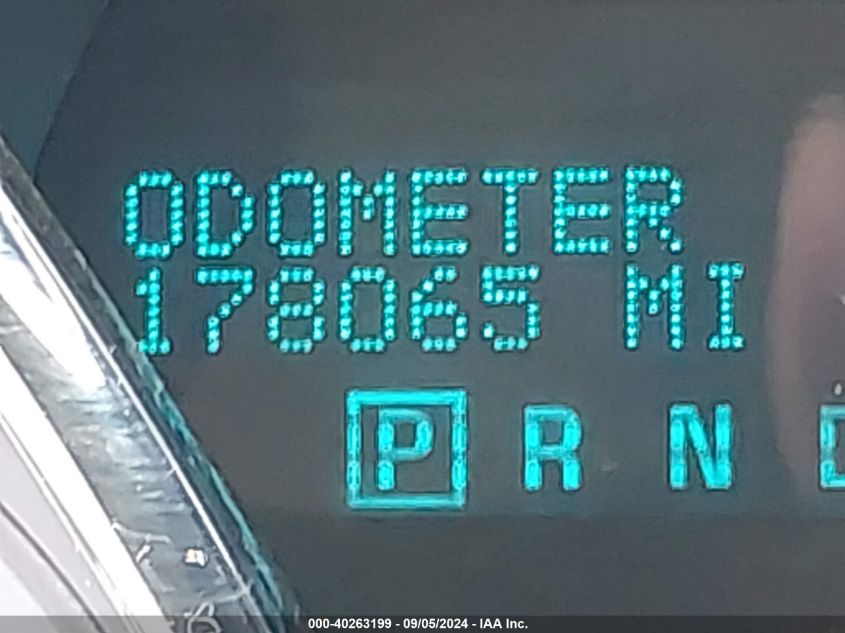 ODOMETER
178065 MI
P R N
000-40263199 - 09/05/2024 - IAA Inc.